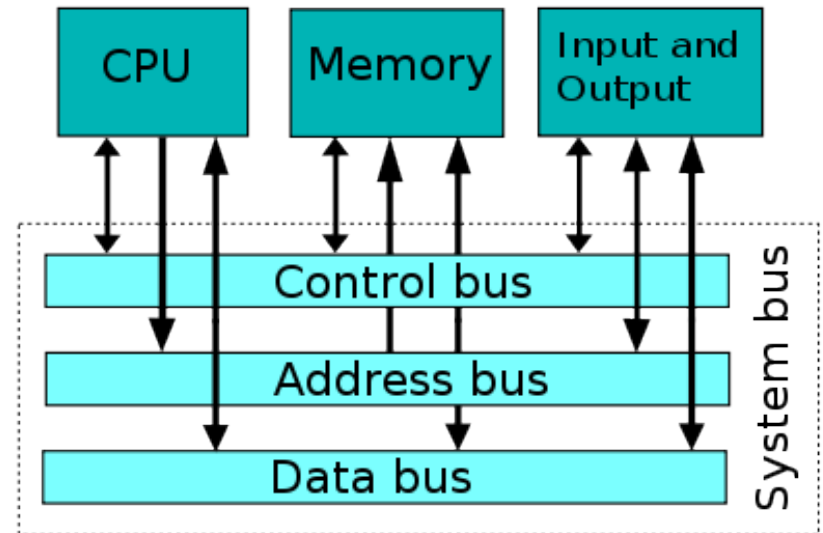 CPU
Memory
Input and
Output
Control bus
Address bus
Data bus
System bus